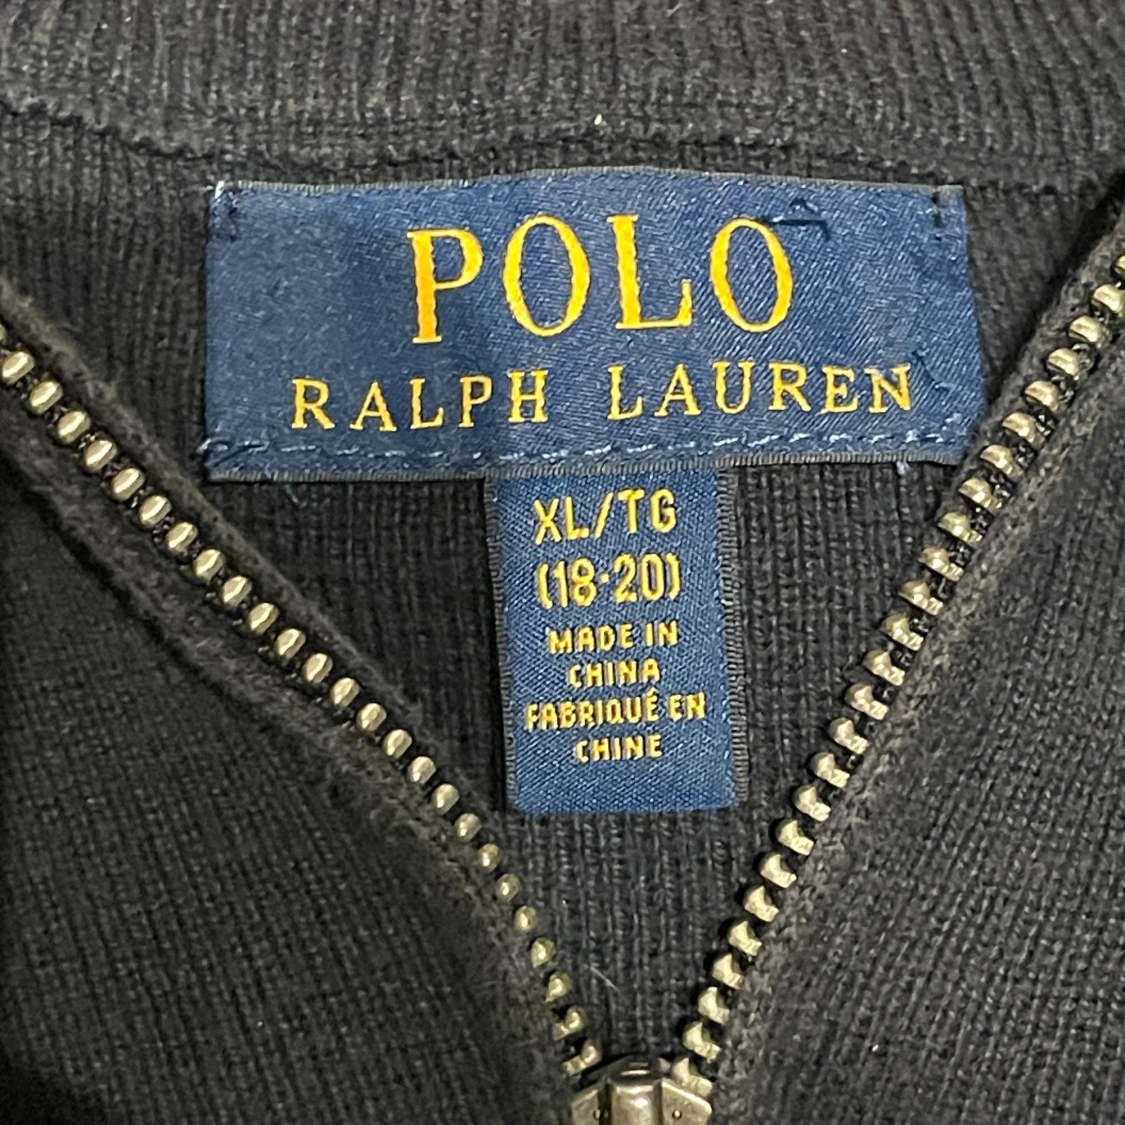 POLO
RALPH LAUREN
XL/TG
(18-20)
MADE IN
CHINA
FABRIQUÉ EN
CHINE